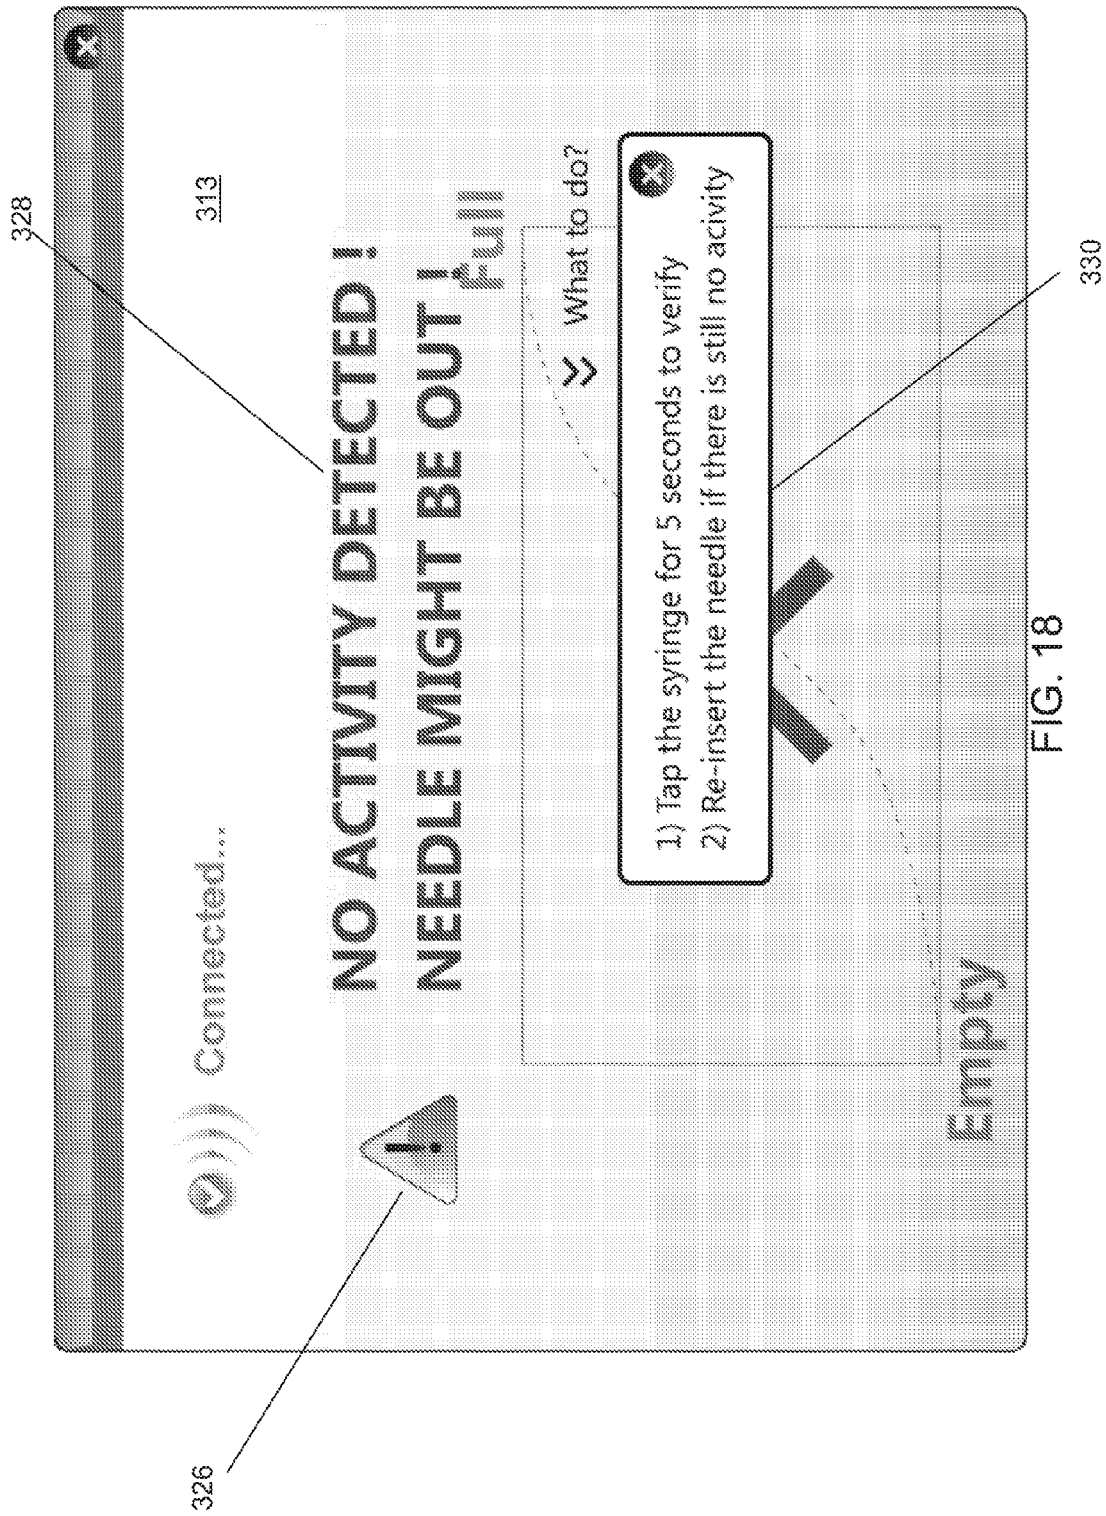 328
313
Connected...
NO ACTIVITY DETECTED !
NEEDLE MIGHT BE OUT !
Full
What to do?
1) Tap the syringe for 5 seconds to verify
2) Re-insert the needle if there is still no acivity
Empty
326
330
FIG. 18